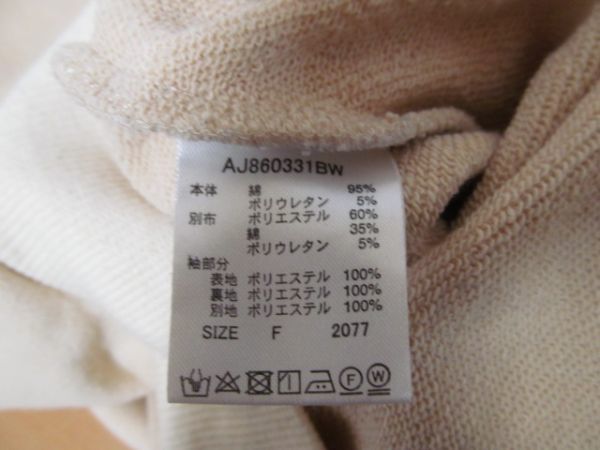 AJ860331BW
本体 綿 95%
ポリウレタン 5%
別布 ポリエステル 60%
綿 35%
ポリウレタン 5%
袖部分
表地 ポリエステル 100%
裏地 ポリエステル 100%
別地 ポリエステル 100%
SIZE F 2077
F W